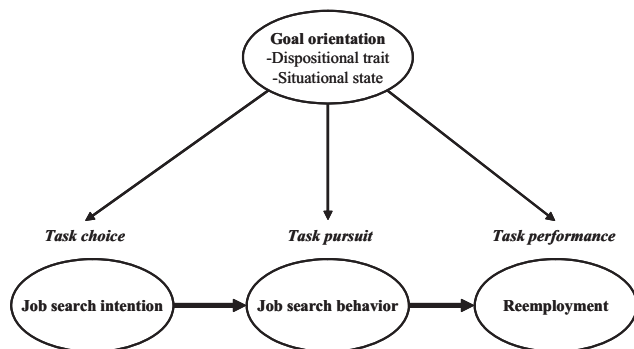 Goal orientation
-Dispositional trait
-Situational state
Task choice
Task pursuit
Task performance
Job search intention
Job search behavior
Reemployment